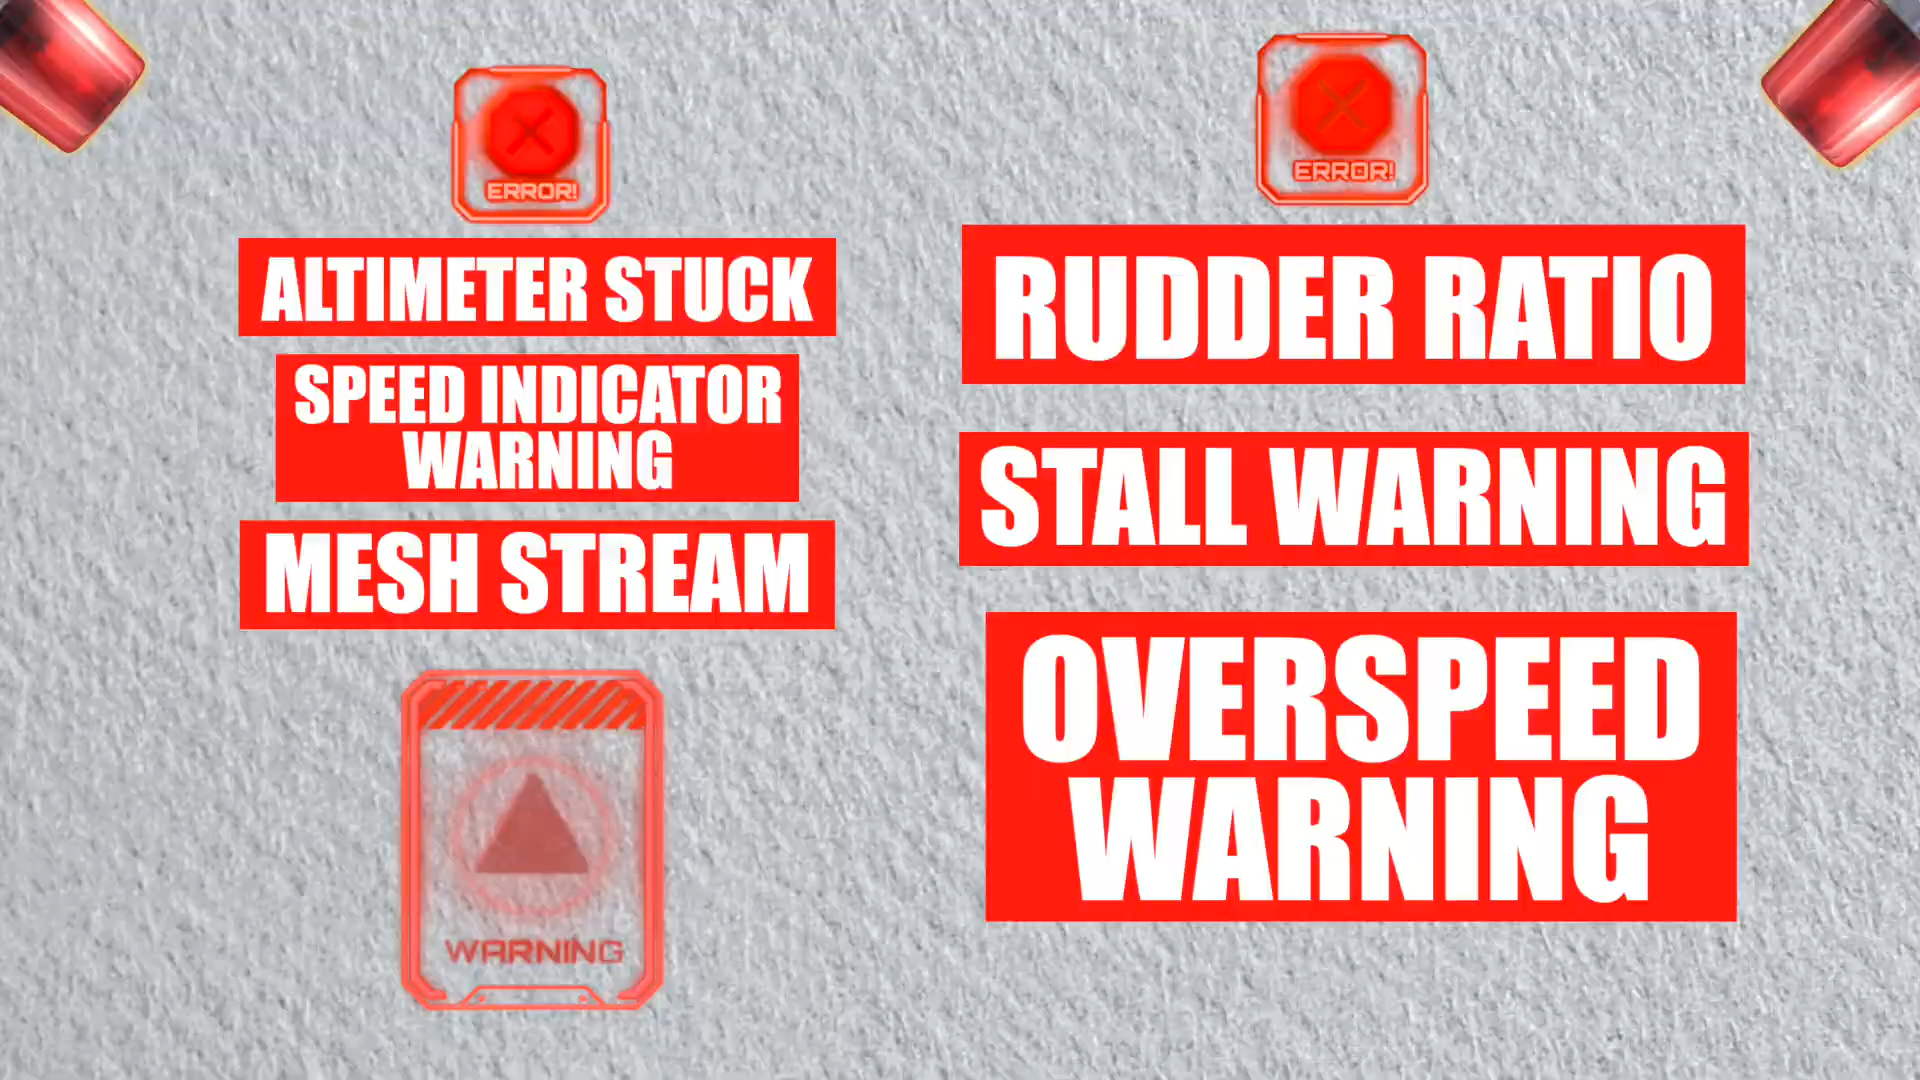 ERROR!
ALTIMETER STUCK
SPEED INDICATOR
WARNING
MESH STREAM
WARNING
ERROR!
RUDDER RATIO
STALL WARNING
OVERSPEED
WARNING